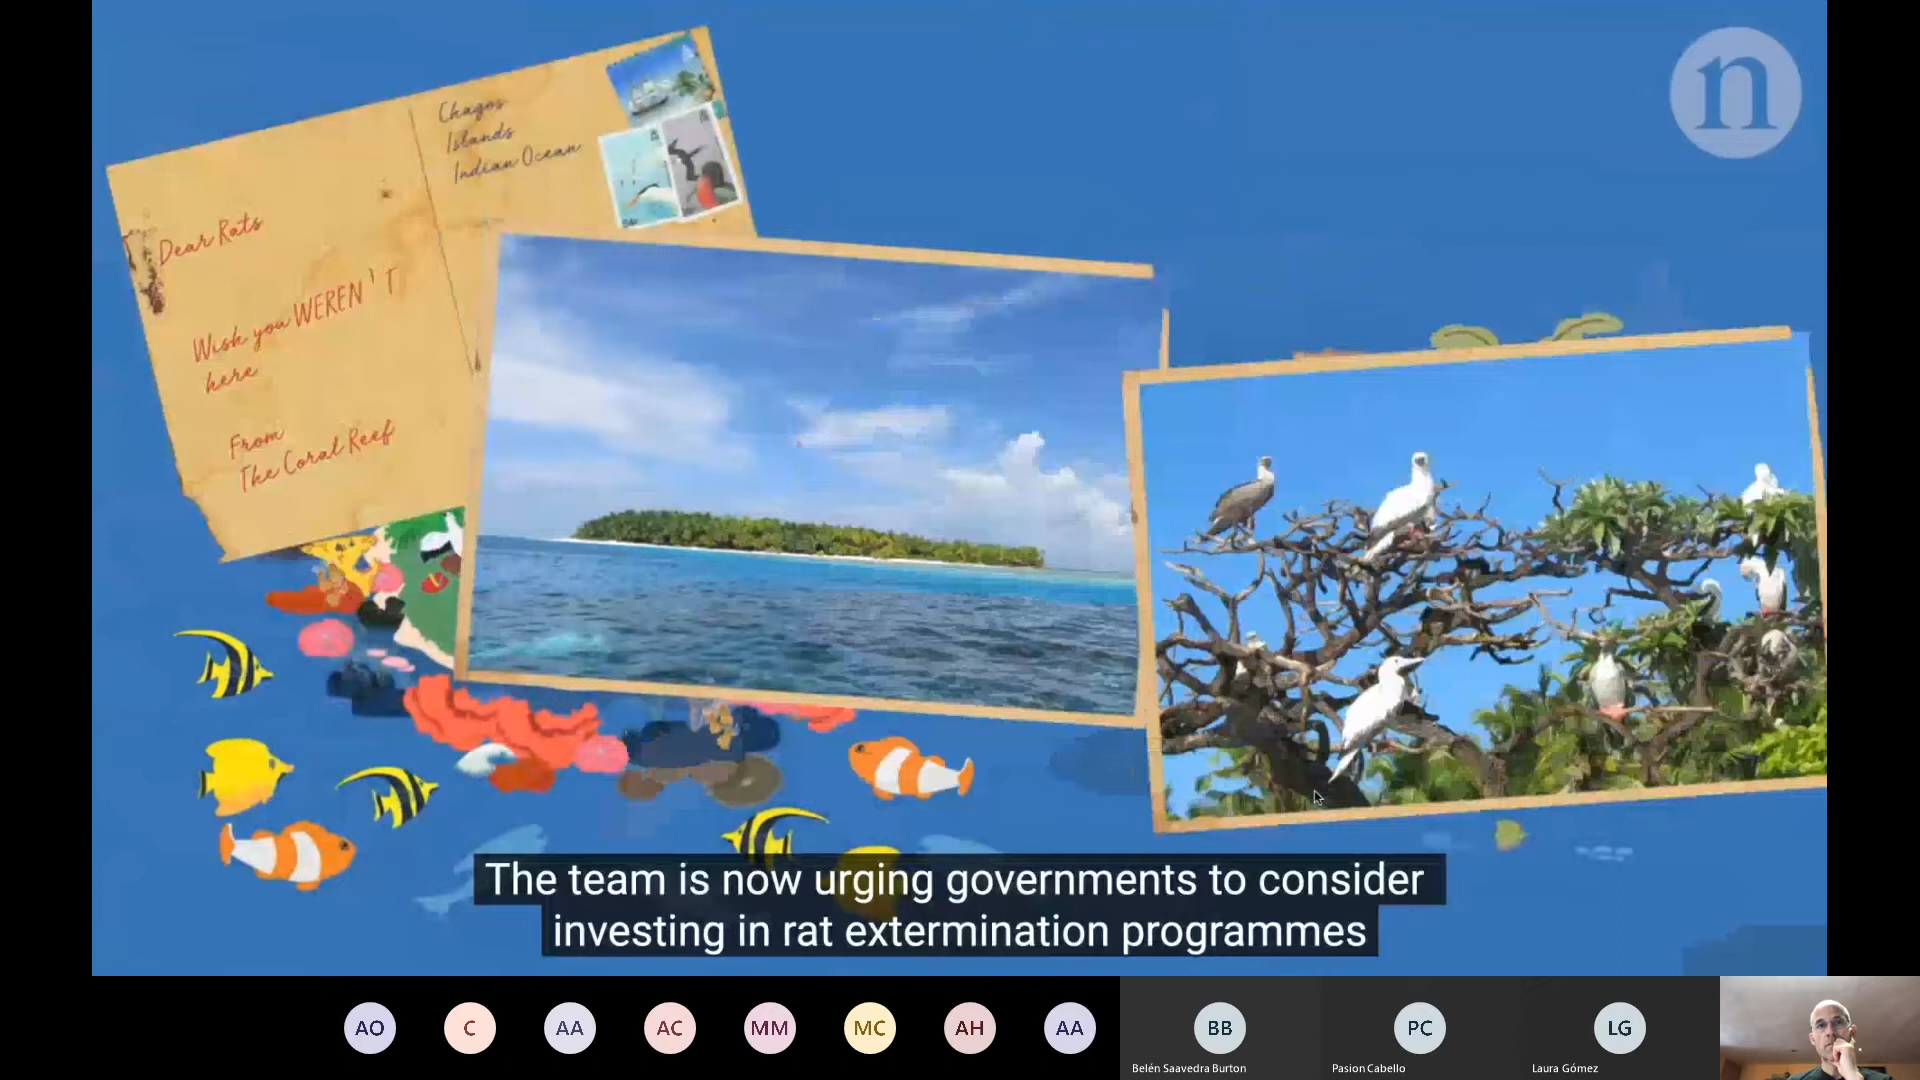 n
Chagos
Islands
Indian Ocean
Dear Rats
Wish you WEREN'T
here
From
The Coral Reef
The team is now urging governments to consider
investing in rat extermination programmes
AO
C
AA
AC
MM
MC
AH
AA
BB
PC
LG
Belén Saavedra Burton
Pasion Cabello
Laura Gómez